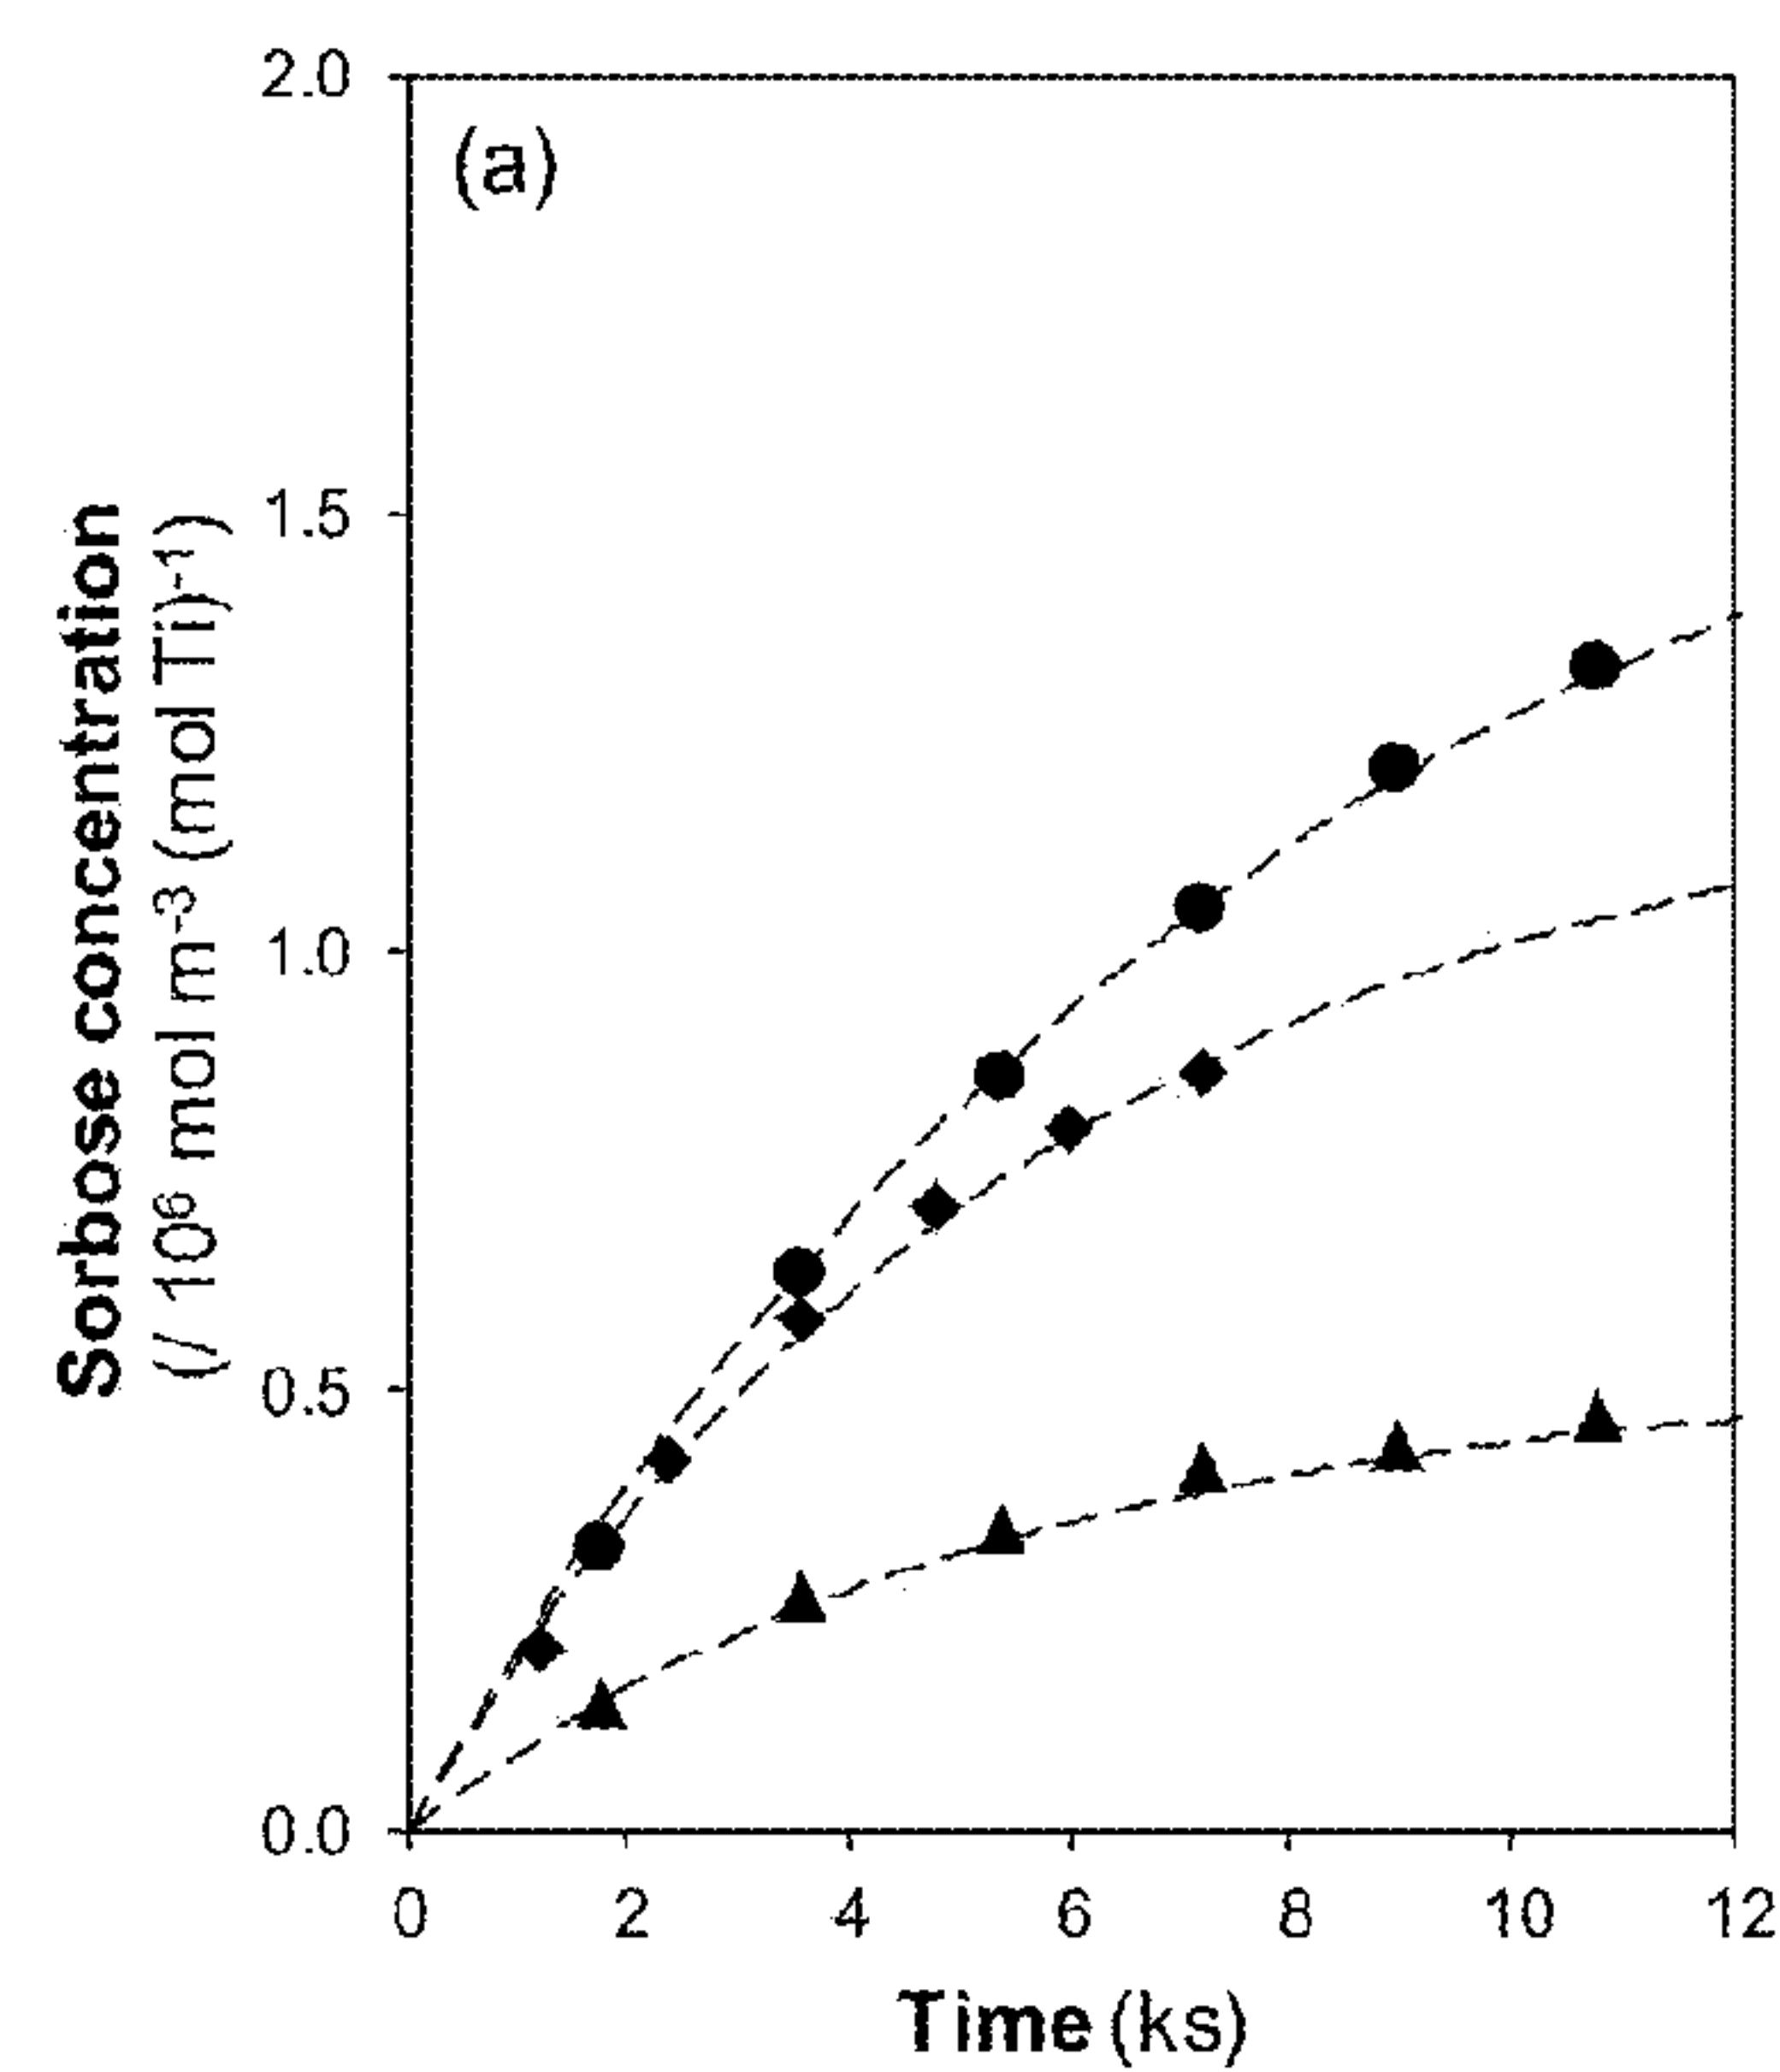 2.0
(a)
1.5
1.0
0.5
0.0
Sorbose concentration
(/ 10⁶ mol m⁻³ (mol Ti)⁻¹)
0 2 4 6 8 10 12
Time (ks)